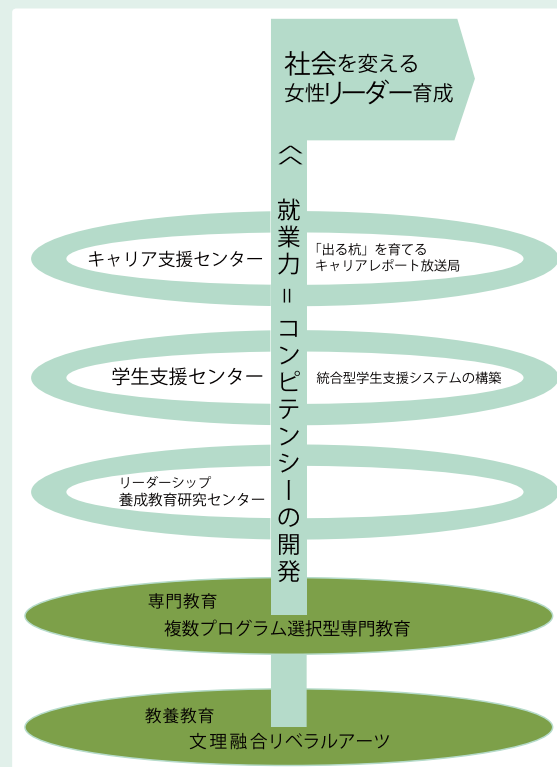 社会を変える
女性リーダー育成
《 就業力＝コンピテンシーの開発
キャリア支援センター
「出る杭」を育てる
キャリアレポート放送局
学生支援センター
統合型学生支援システムの構築
リーダーシップ
養成教育研究センター
専門教育
複数プログラム選択型専門教育
教養教育
文理融合リベラルアーツ